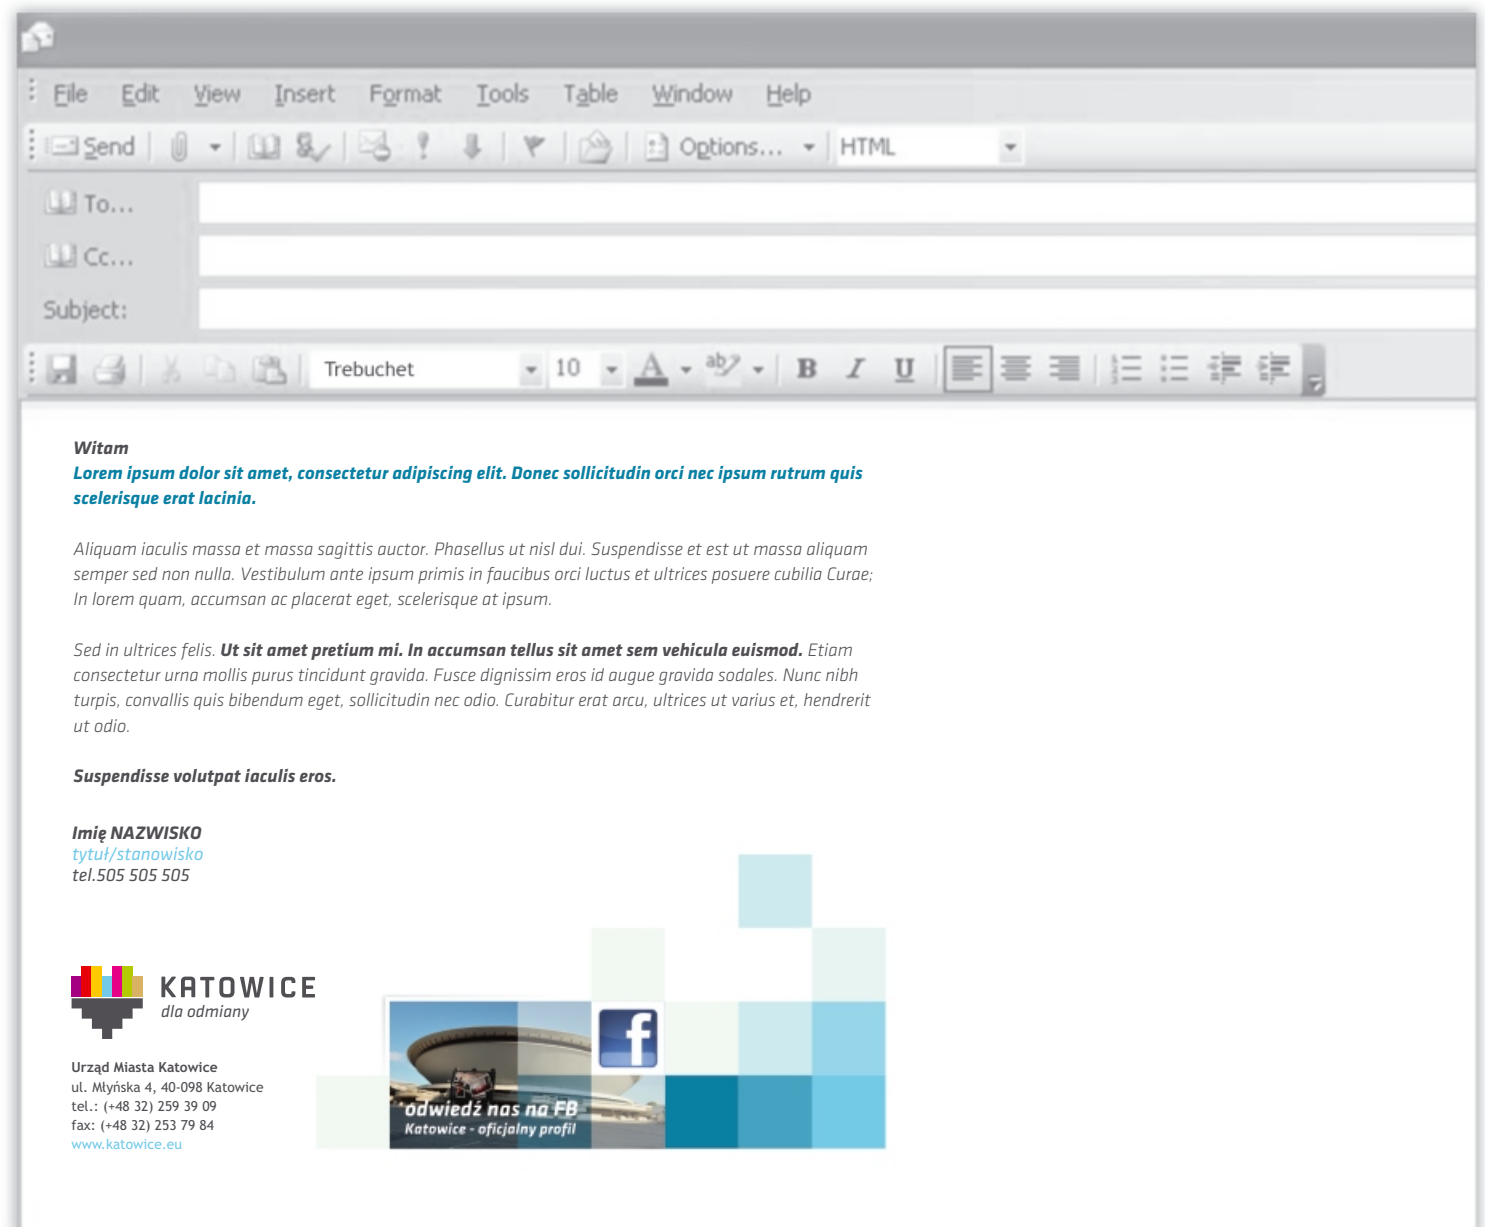 File Edit View Insert Format Tools Table Window Help
Send Options... HTML
To...
Cc...
Subject:
Trebuchet 10 A ab B I U
Witam
Lorem ipsum dolor sit amet, consectetur adipiscing elit. Donec sollicitudin orci nec ipsum rutrum quis
scelerisque erat lacinia.
Aliquam iaculis massa et massa sagittis auctor. Phasellus ut nisl dui. Suspendisse et est ut massa aliquam
semper sed non nulla. Vestibulum ante ipsum primis in faucibus orci luctus et ultrices posuere cubilia Curae;
In lorem quam, accumsan ac placerat eget, scelerisque at ipsum.
Sed in ultrices felis. Ut sit amet pretium mi. In accumsan tellus sit amet sem vehicula euismod. Etiam
consectetur urna mollis purus tincidunt gravida. Fusce dignissim eros id augue gravida sodales. Nunc nibh
turpis, convallis quis bibendum eget, sollicitudin nec odio. Curabitur erat arcu, ultrices ut varius et, hendrerit
ut odio.
Suspendisse volutpat iaculis eros.
Imię NAZWISKO
tytuł/stanowisko
tel.505 505 505
KATOWICE
dla odmiany
Urząd Miasta Katowice
ul. Młyńska 4, 40-098 Katowice
tel.: (+48 32) 259 39 09
fax: (+48 32) 253 79 84
www.katowice.eu
f
odwiedź nas na FB
Katowice - oficjalny profil